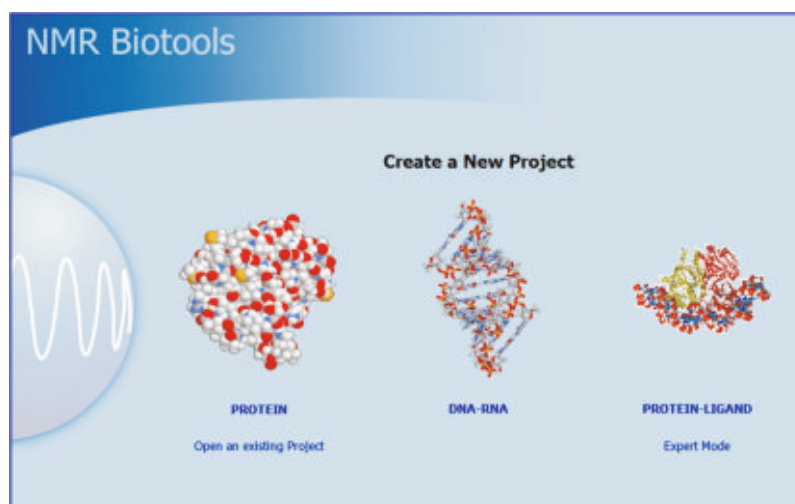 NMR Biotools
Create a New Project
PROTEIN
DNA-RNA
PROTEIN-LIGAND
Open an existing Project
Expert Mode